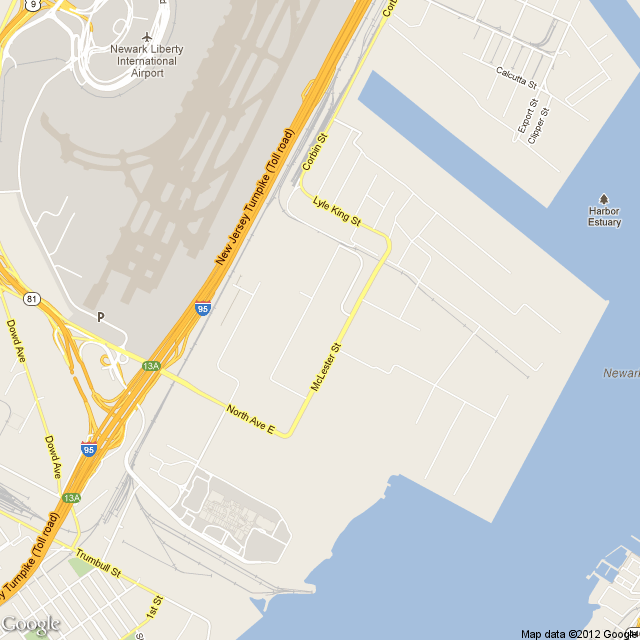 9
Newark Liberty
International
Airport
Corbin St
Calcutta St
Export St
Clipper St
Harbor
Estuary
Lyle King St
New Jersey Turnpike (Toll road)
81
P
95
Dowd Ave
13A
McLester St
Newark
North Ave E
95
Dowd Ave
13A
Turnpike (Toll road)
Trumbull St
1st St
Google
Map data ©2012 Google